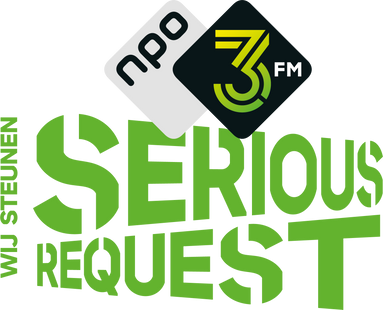 npo
3FM
WIJ STEUNEN
SERIOUS
REQUEST